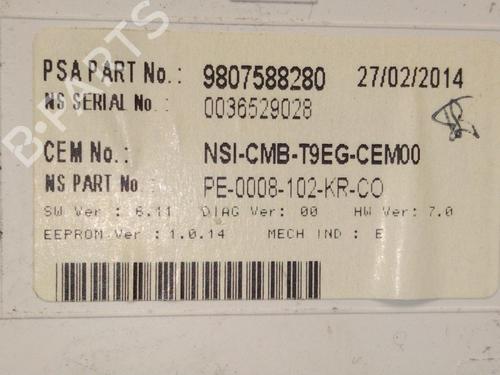 PSA PART No.: 9807588280 27/02/2014
NS SERIAL No.: 0036529028
CEM No.: NSI-CMB-T9EG-CEM00
NS PART No.: PE-0008-102-KR-CO
SW Ver : 6.11 DIAG Ver: 00 HW Ver: 7.0
EEPROM Ver : 1.0.14 MECH IND : E
B-PARTS